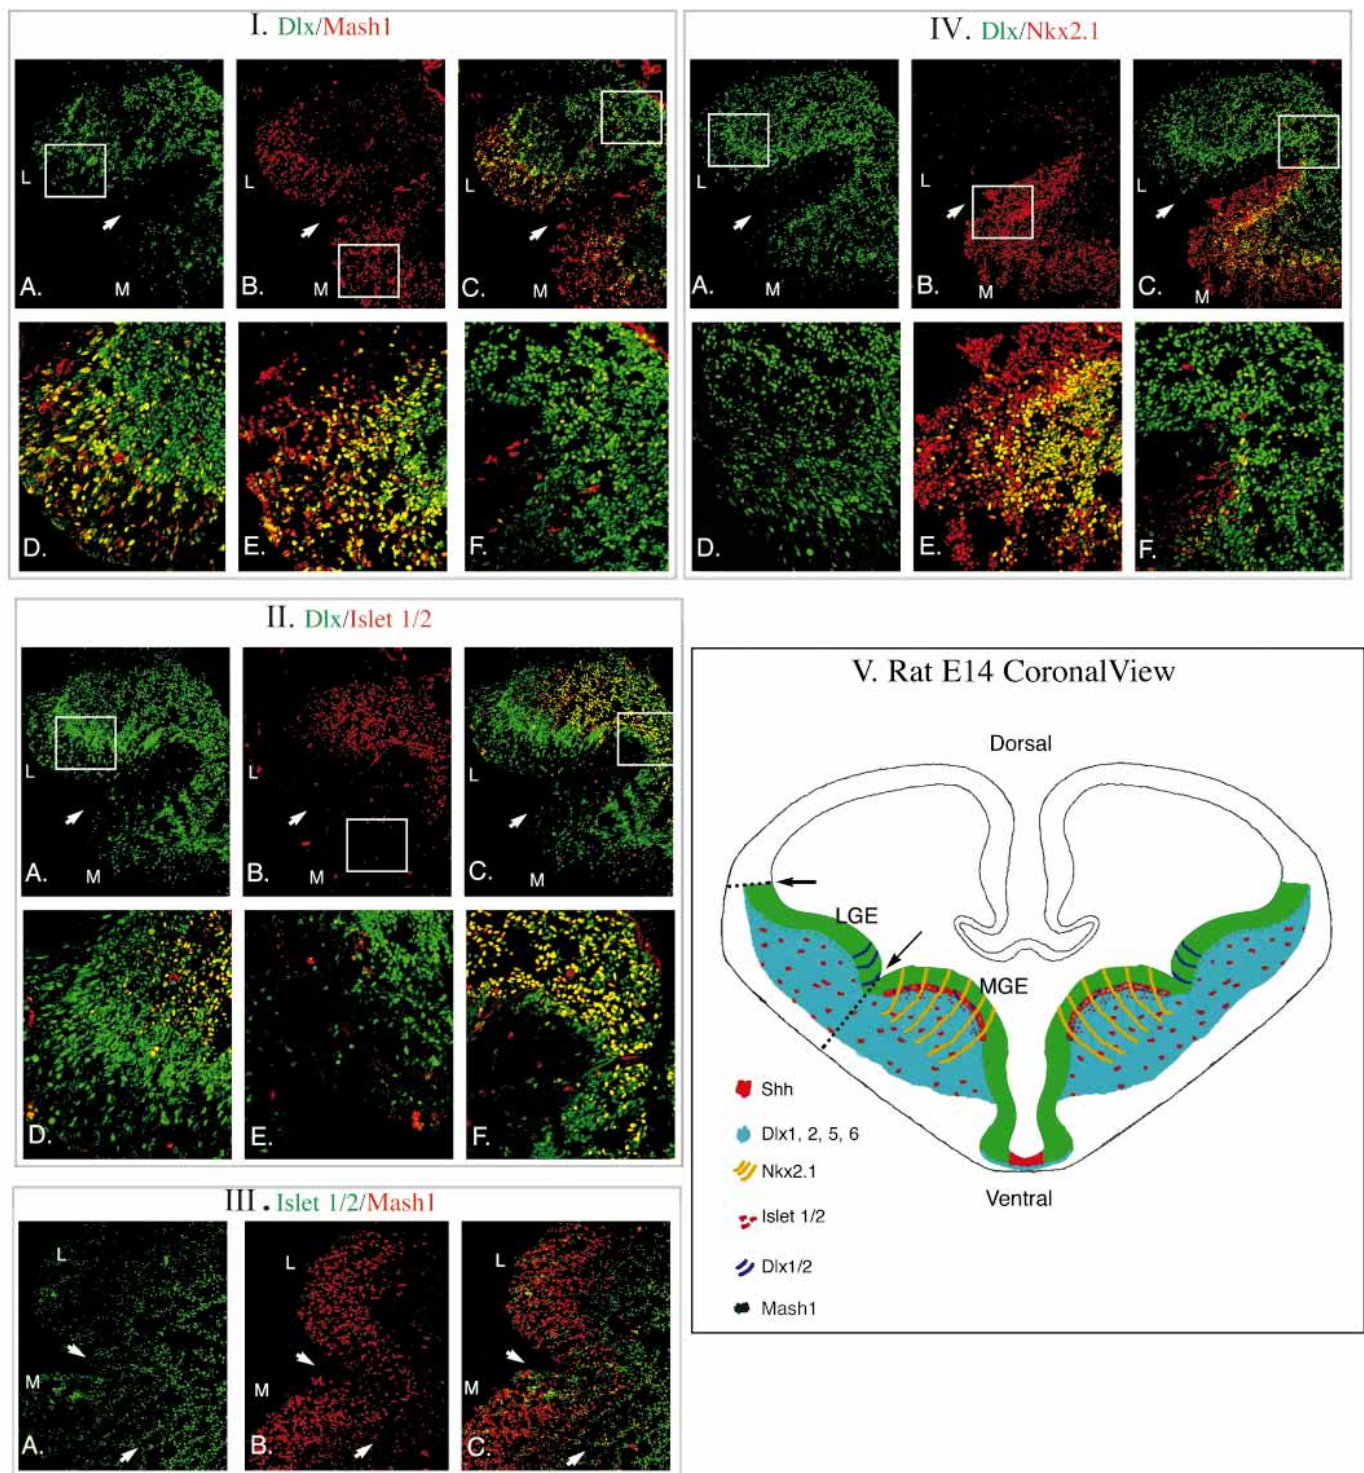 I. Dlx/Mash1
L
A. M
B. M
L
C. M
L
D.
E.
F.
IV. Dlx/Nkx2.1
L
A. M
L
B. M
L
C. M
D.
E.
F.
II. Dlx/Islet 1/2
L
A. M
L
B. M
L
C. M
D.
E.
F.
III. Islet 1/2/Mash1
L
M
A.
L
M
B.
L
M
C.
V. Rat E14 CoronalView
Dorsal
LGE
MGE
Shh
Dlx1, 2, 5, 6
Nkx2.1
Islet 1/2
Dlx1/2
Mash1
Ventral